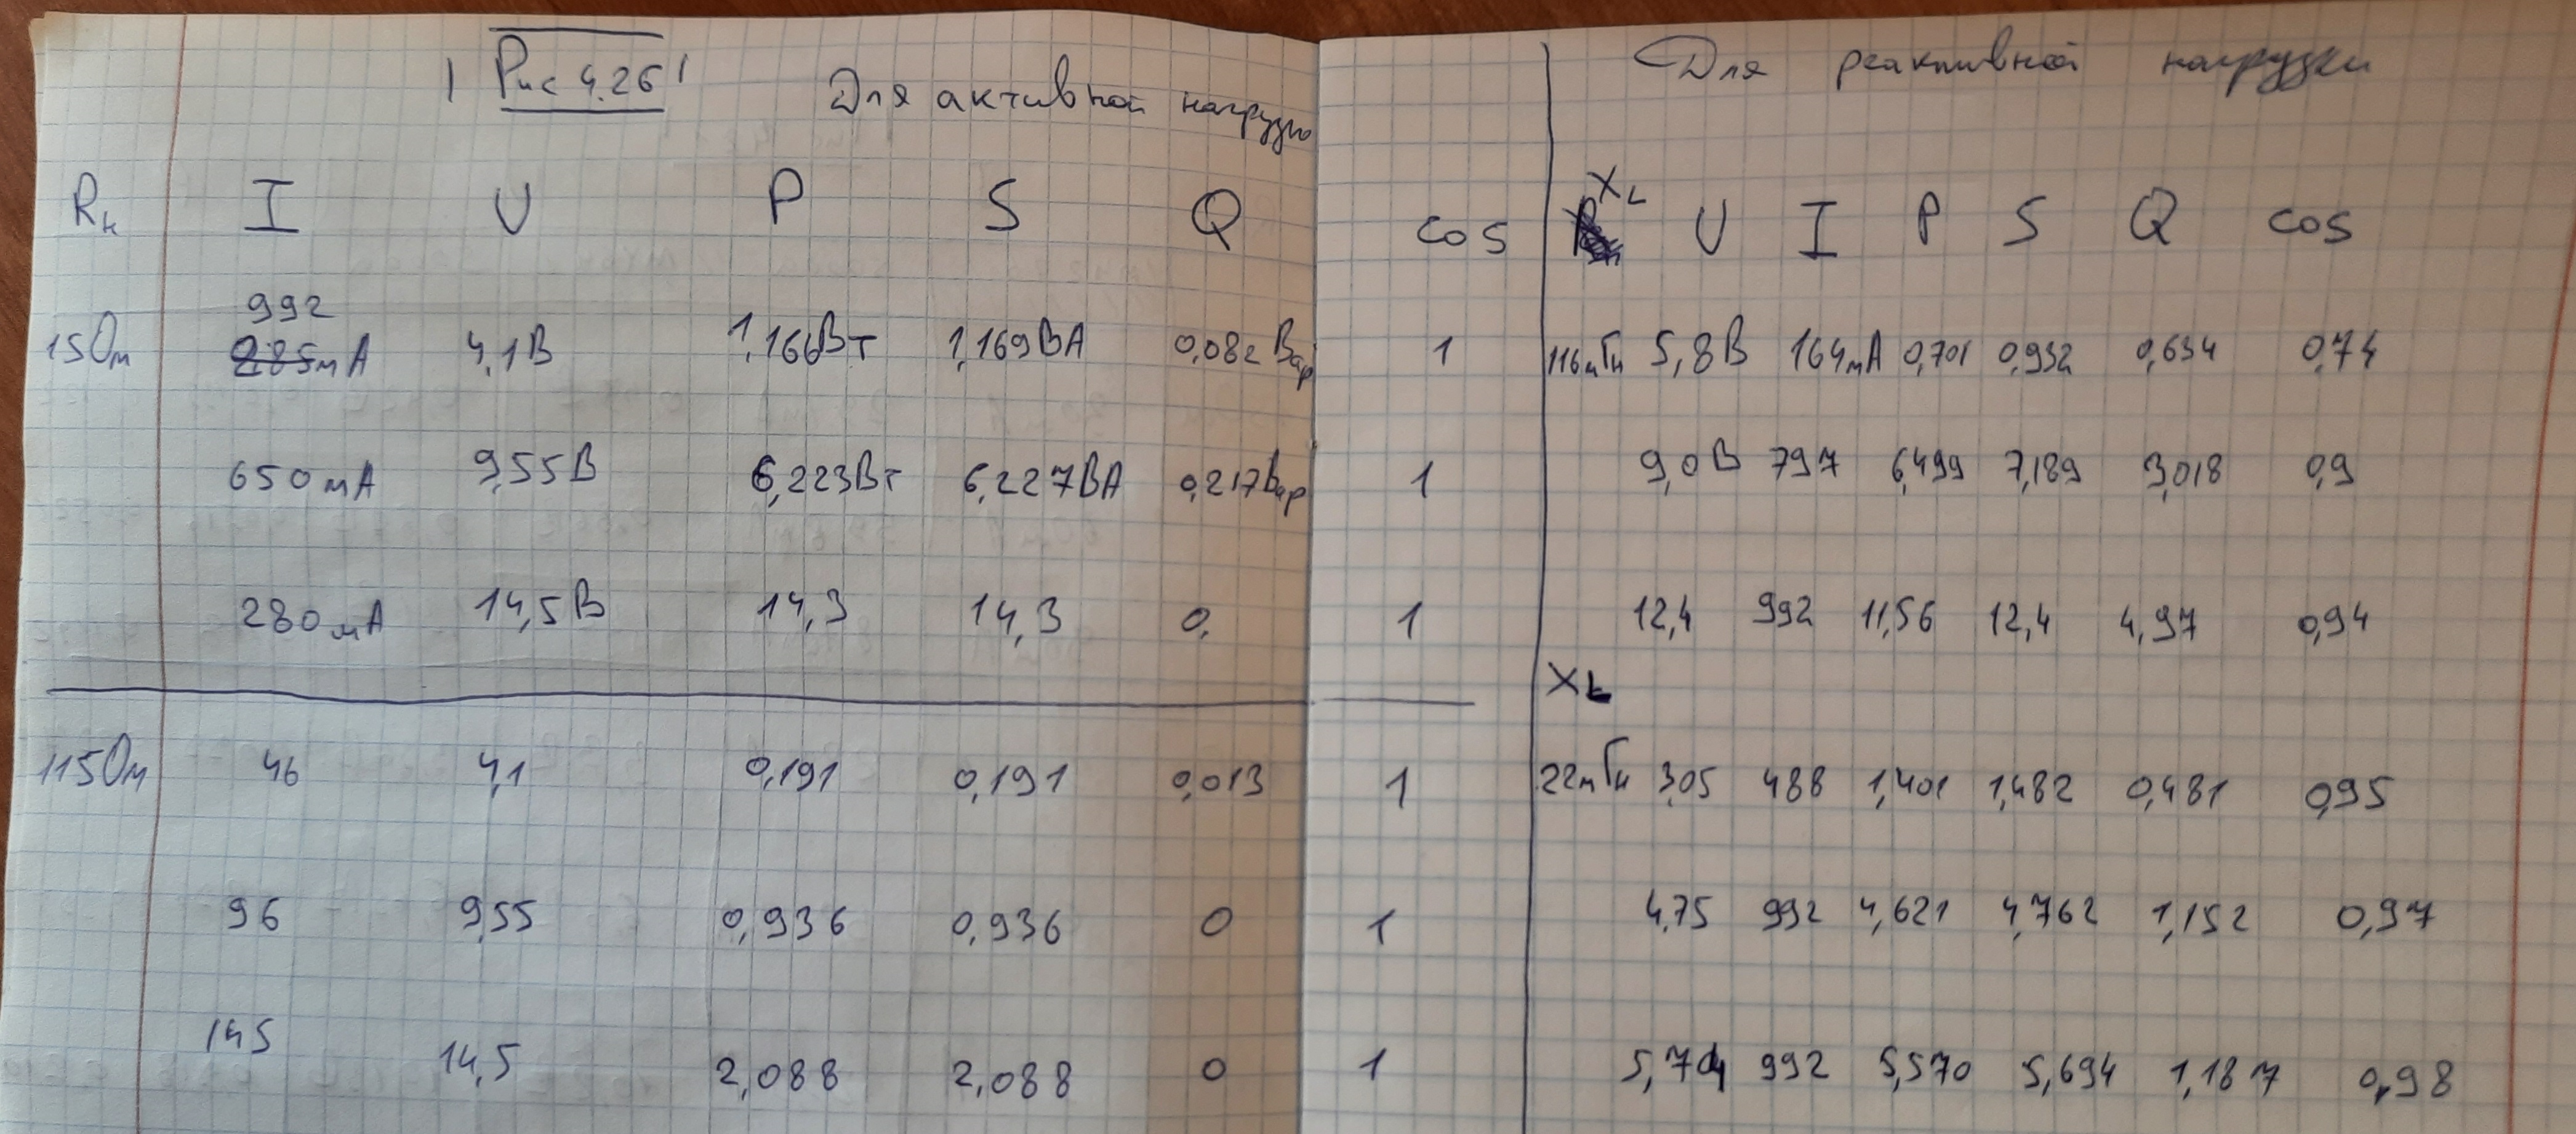 Рис 4.26
Для активной нагрузки
Rн I U P S Q cos
992
15Ом 285мА 4,1В 1,166Вт 1,169ВА 0,082 Вар 1
650мА 9,55В 6,223Вт 6,227ВА 0,217Вар 1
280мА 14,5В 14,3 14,3 0, 1
115Ом 46 4,1 0,191 0,191 0,013 1
96 9,55 0,936 0,936 0 1
145 14,5 2,088 2,088 0 1
Для реактивной нагрузки
XL U I P S Q cos
116мГн 5,8В 164мА 0,701 0,932 0,634 0,74
9,0В 797 6,499 7,189 3,018 0,9
12,4 992 11,56 12,4 4,97 0,94
XL
22мГн 3,05 488 1,401 1,482 0,481 0,95
4,75 992 4,621 4,762 1,152 0,97
5,74 992 5,570 5,694 1,187 0,98